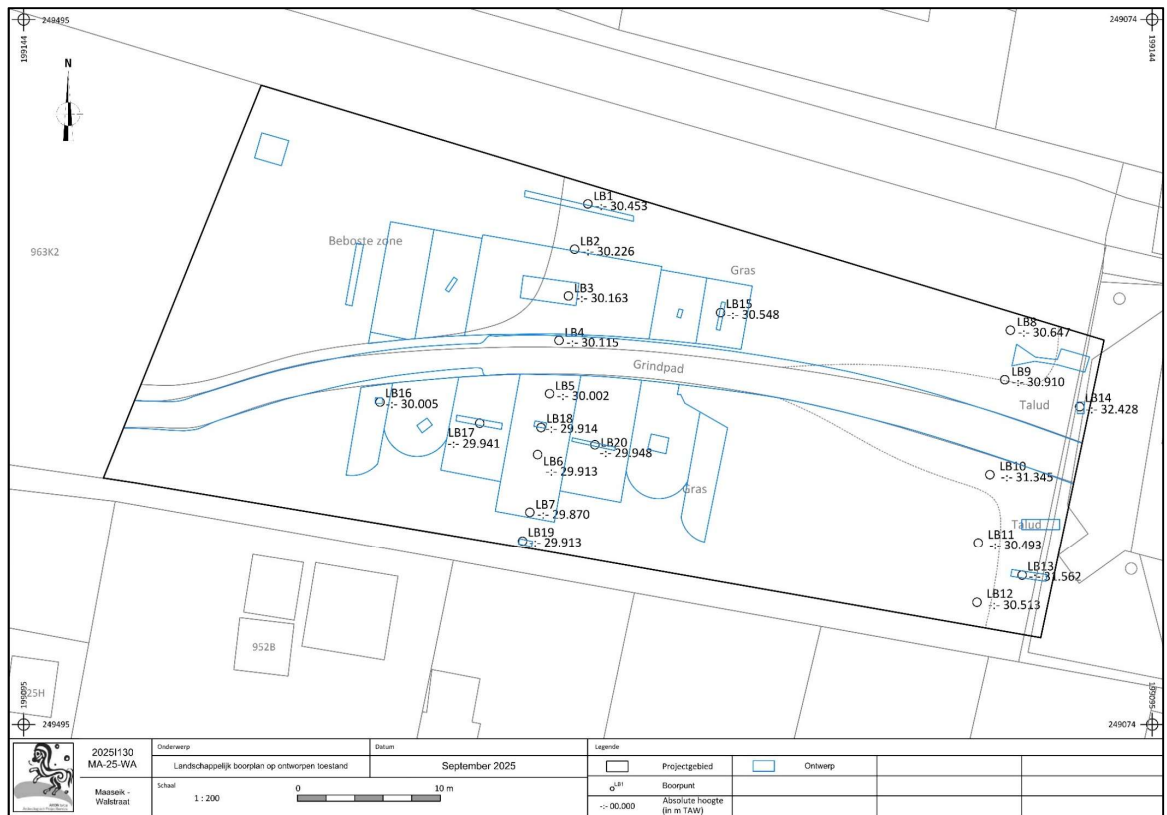 249495
249074
199144
199144
N
LB1
-:- 30.453
Beboste zone
963K2
LB2
-:- 30.226
Gras
LB3
-:- 30.163
LB15
-:- 30.548
LB8
-:- 30.647
LB4
-:- 30.115
Grindpad
LB9
-:- 30.910
LB5
-:- 30.002
LB16
-:- 30.005
Talud
LB14
-:- 32.428
LB18
-:- 29.914
LB17
-:- 29.941
LB20
-:- 29.948
LB6
-:- 29.913
LB10
-:- 31.345
Gras
LB7
-:- 29.870
Talud
LB19
-:- 29.913
LB11
-:- 30.493
LB13
-:- 31.562
LB12
-:- 30.513
952B
25H
199095
199095
249495
249074
2025I130
MA-25-WA
Maaseik -
Walstraat
Onderwerp
Landschappelijk boorplan op ontworpen toestand
Datum
September 2025
Schaal
1 : 200
0
10 m
Legende
Projectgebied
Ontwerp
LB1
Boorpunt
-:- 00.000
Absolute hoogte
(in m TAW)